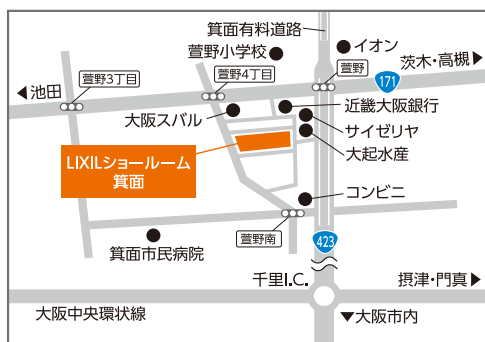 箕面有料道路
イオン
萱野小学校
茨木・高槻▶
萱野3丁目
萱野4丁目
萱野
171
◀池田
大阪スバル
近畿大阪銀行
サイゼリヤ
大起水産
LIXILショールーム
箕面
コンビニ
萱野南
423
箕面市民病院
千里I.C.
摂津・門真▶
大阪中央環状線
▼大阪市内